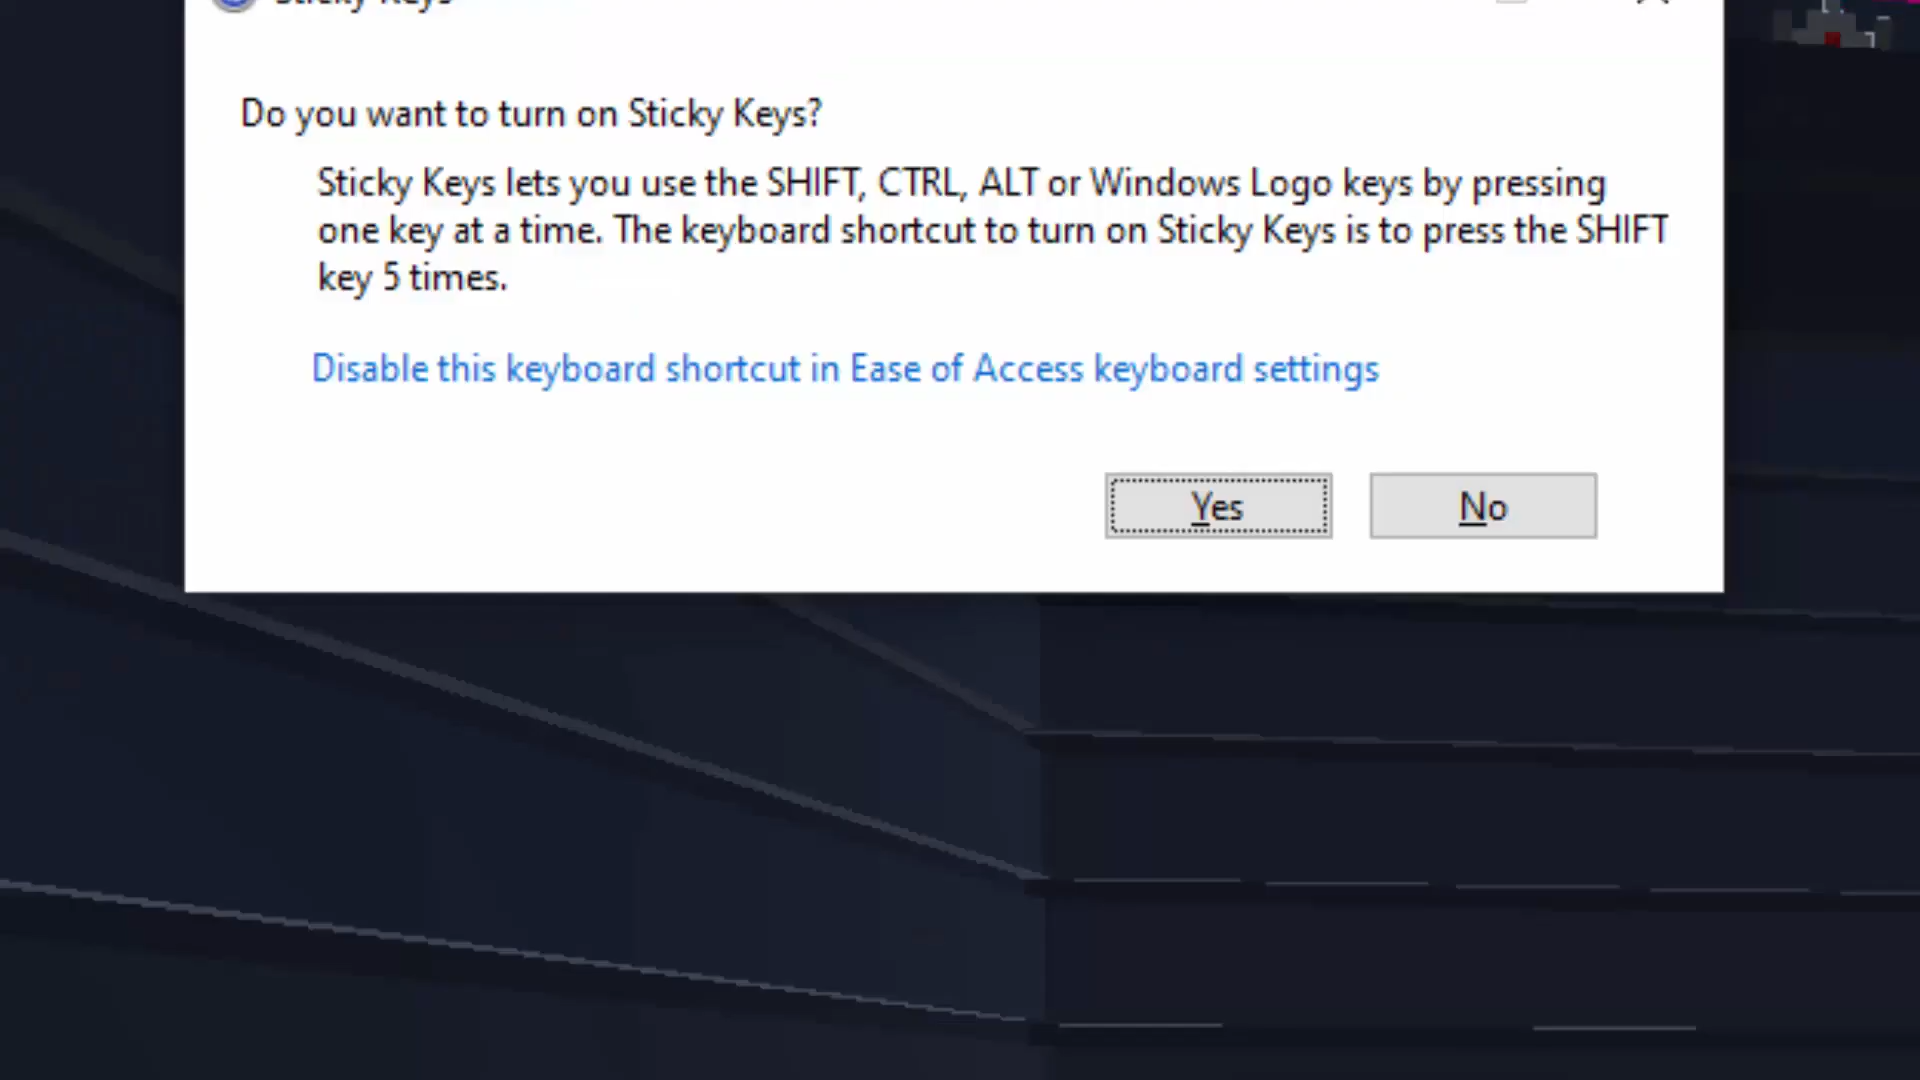 Sticky Keys
Do you want to turn on Sticky Keys?
Sticky Keys lets you use the SHIFT, CTRL, ALT or Windows Logo keys by pressing
one key at a time. The keyboard shortcut to turn on Sticky Keys is to press the SHIFT
key 5 times.
Disable this keyboard shortcut in Ease of Access keyboard settings
Yes
No